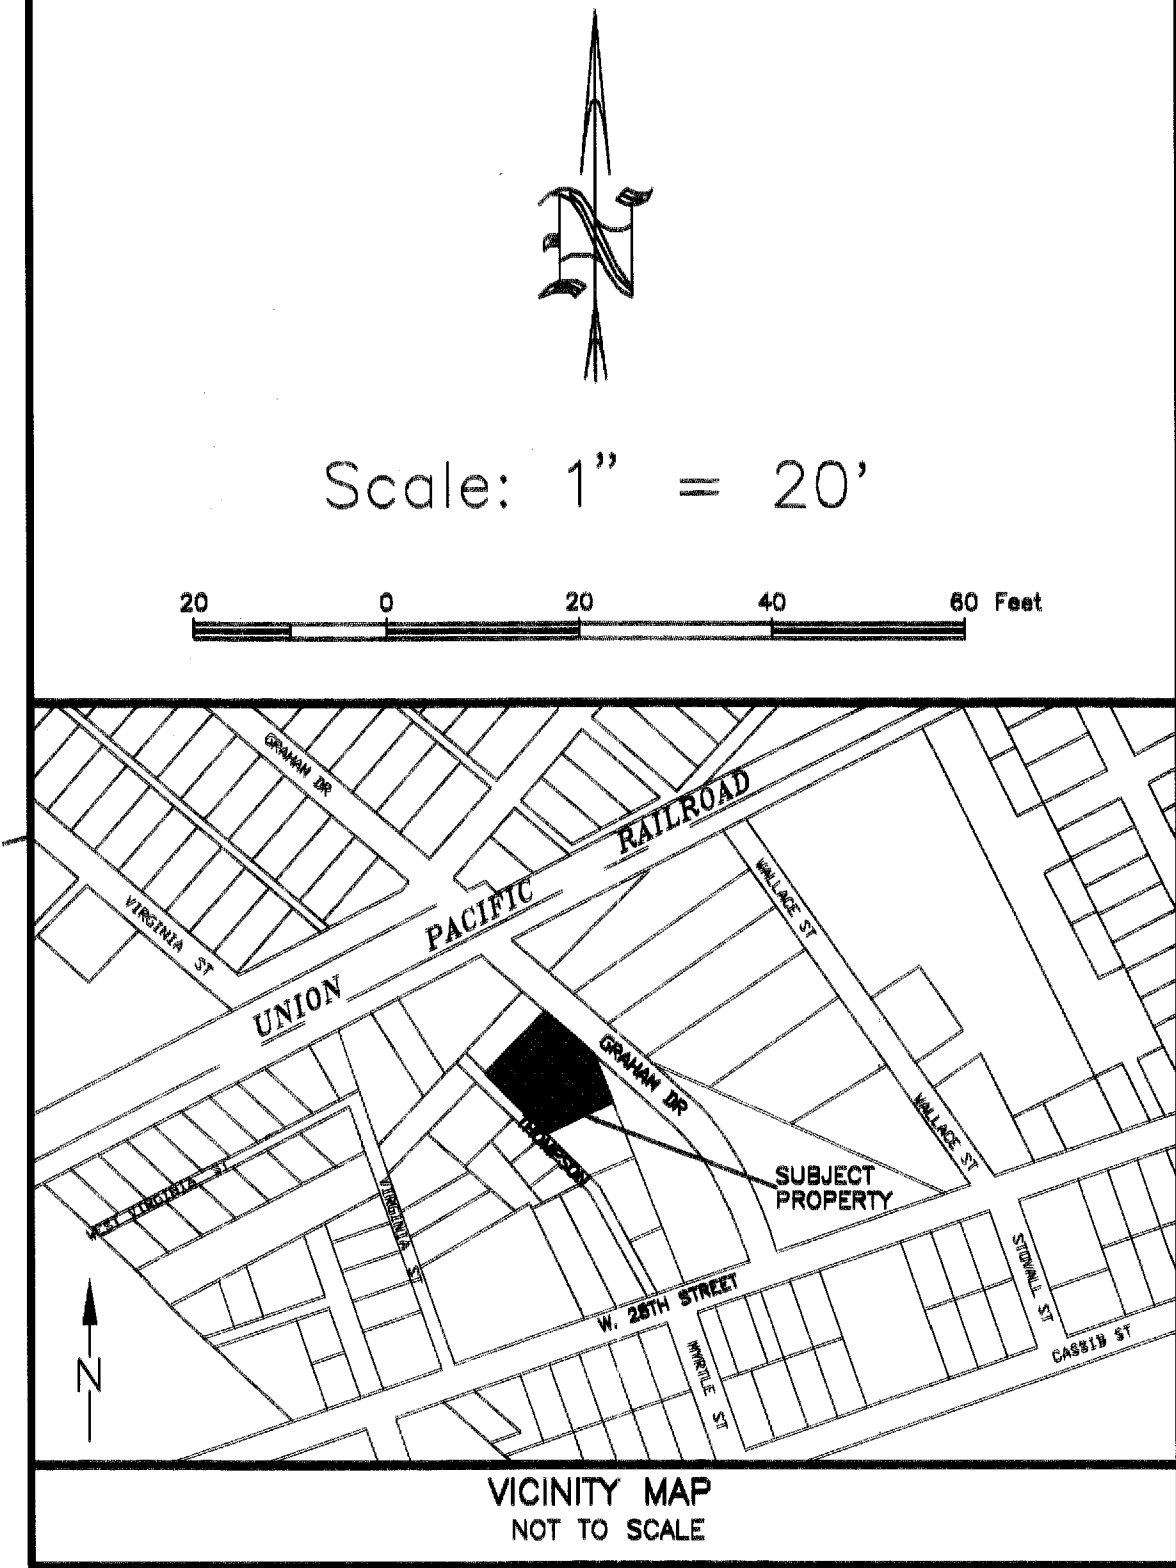 N
Scale: 1" = 20'
20 0 20 40 60 Feet
GRAHAM DR
UNION PACIFIC RAILROAD
WALLACE ST
VIRGINIA ST
GRAHAM DR
WALLACE ST
THOMPSON
SUBJECT
PROPERTY
WEST VIRGINIA ST
VIRGINIA ST
STOVALL ST
W. 28TH STREET
MYRTLE ST
CASSIB ST
N
VICINITY MAP
NOT TO SCALE